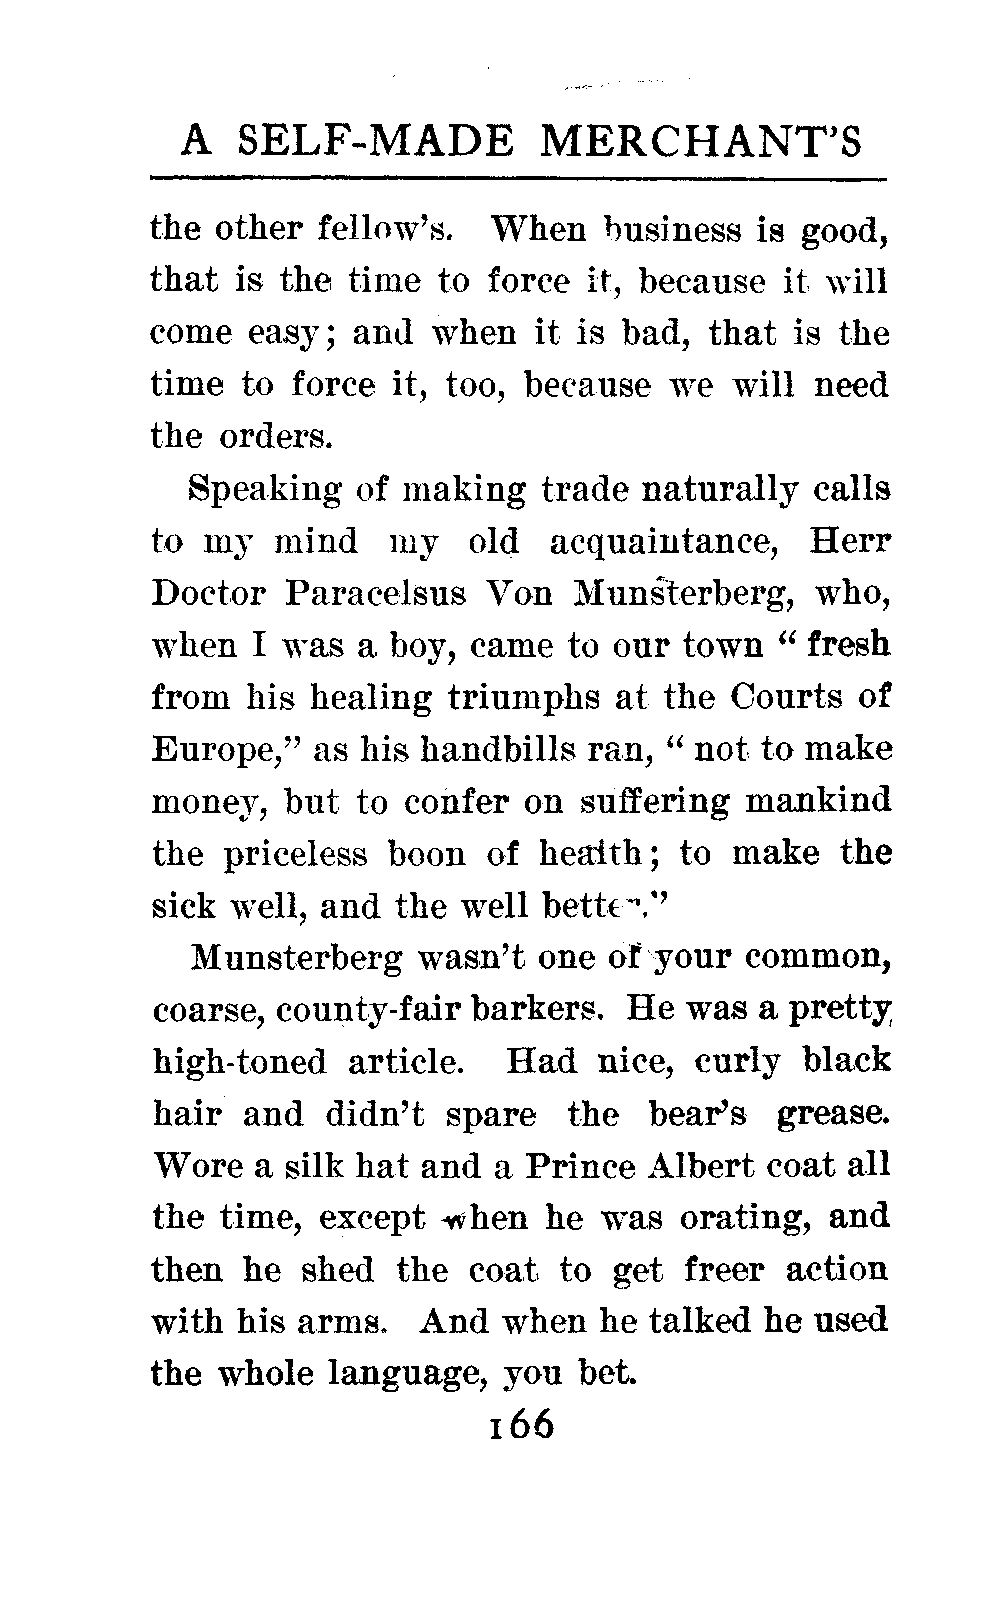 A SELF-MADE MERCHANT'S
the other fellow's. When business is good,
that is the time to force it, because it will
come easy; and when it is bad, that is the
time to force it, too, because we will need
the orders.
Speaking of making trade naturally calls
to my mind my old acquaintance, Herr
Doctor Paracelsus Von Munsterberg, who,
when I was a boy, came to our town “ fresh
from his healing triumphs at the Courts of
Europe,” as his handbills ran, “ not to make
money, but to confer on suffering mankind
the priceless boon of health; to make the
sick well, and the well better.”
Munsterberg wasn't one of your common,
coarse, county-fair barkers. He was a pretty
high-toned article. Had nice, curly black
hair and didn't spare the bear's grease.
Wore a silk hat and a Prince Albert coat all
the time, except when he was orating, and
then he shed the coat to get freer action
with his arms. And when he talked he used
the whole language, you bet.
166